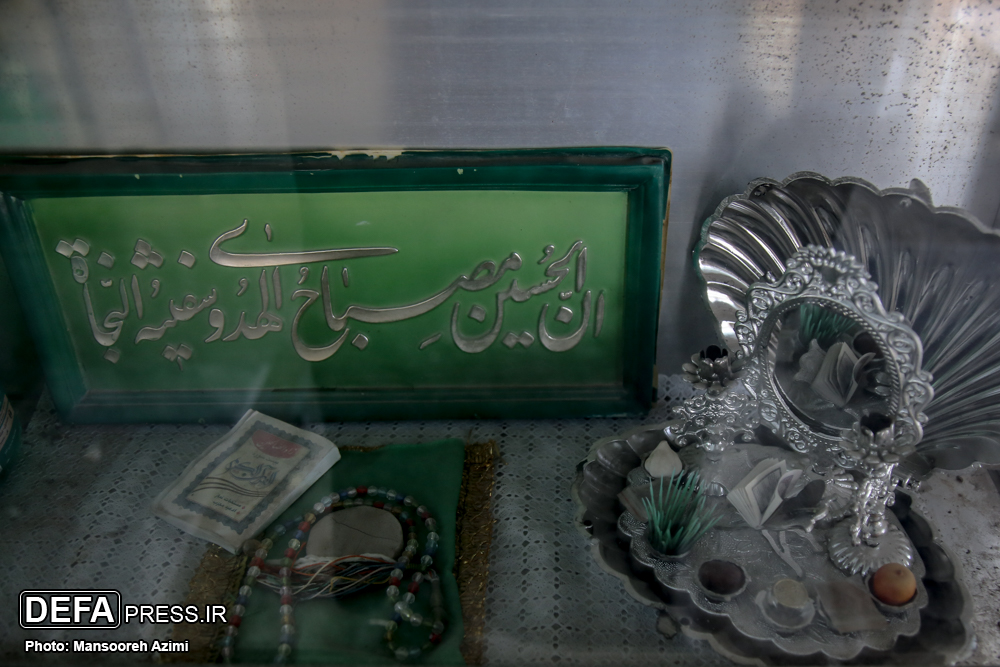 ان الحسین مصباح الهدی و سفینة النجاة
DEFAPRESS.IR
Photo: Mansooreh Azimi